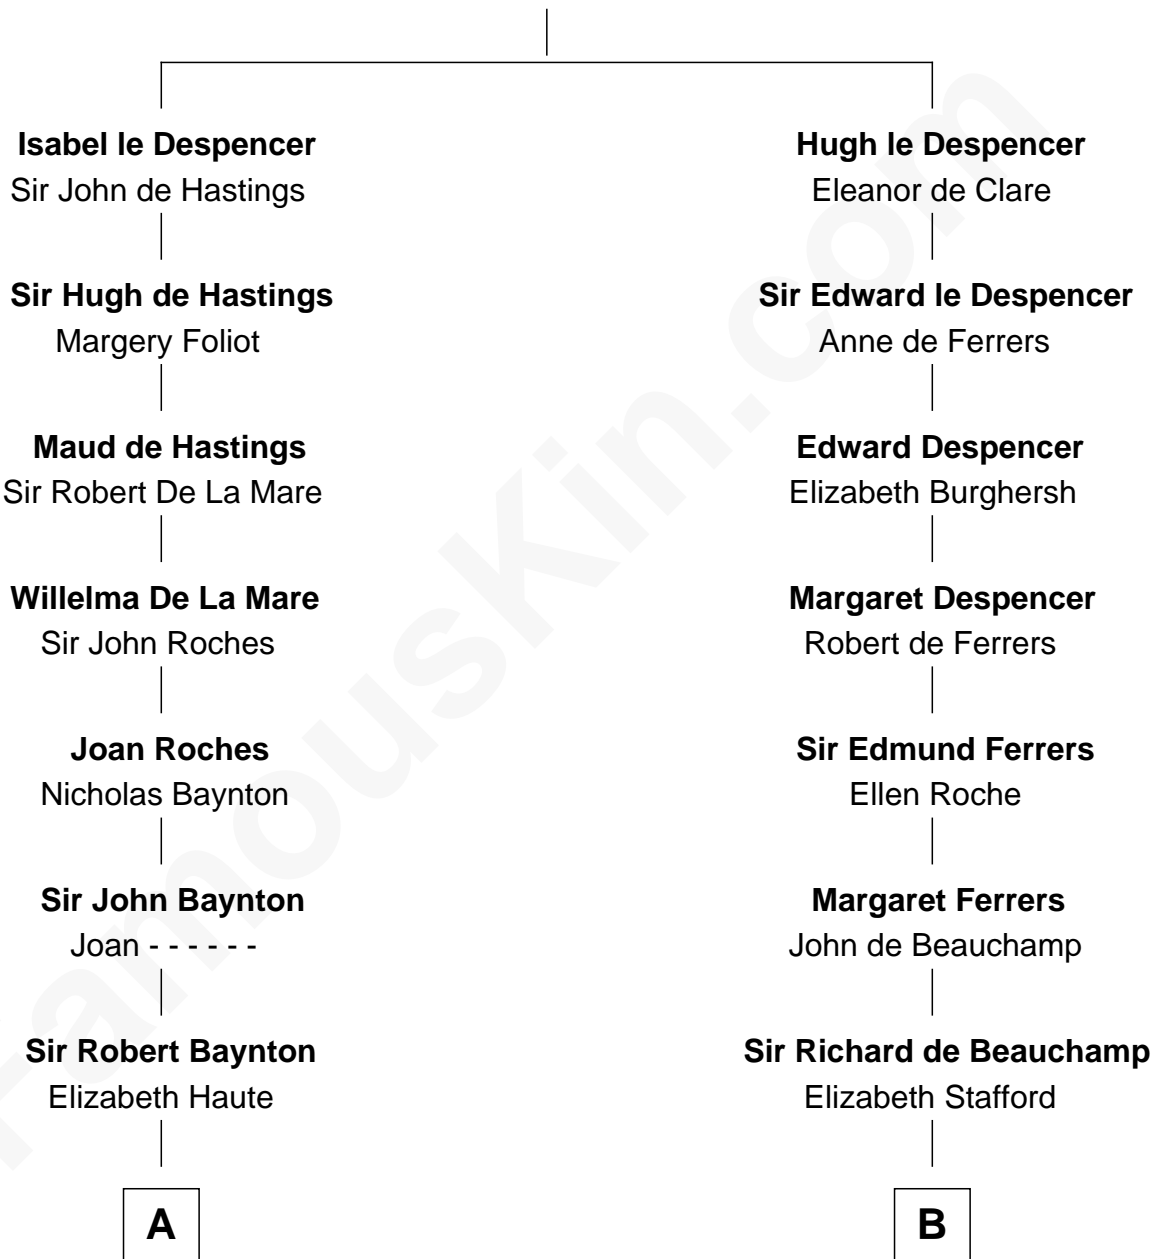 Isabel le Despencer
Sir John de Hastings
Sir Hugh de Hastings
Margery Foliot
Maud de Hastings
Sir Robert De La Mare
Willelma De La Mare
Sir John Roches
Joan Roches
Nicholas Baynton
Sir John Baynton
Joan - - - - - -
Sir Robert Baynton
Elizabeth Haute
A
Hugh le Despencer
Eleanor de Clare
Sir Edward le Despencer
Anne de Ferrers
Edward Despencer
Elizabeth Burghersh
Margaret Despencer
Robert de Ferrers
Sir Edmund Ferrers
Ellen Roche
Margaret Ferrers
John de Beauchamp
Sir Richard de Beauchamp
Elizabeth Stafford
B
FamousKin.com